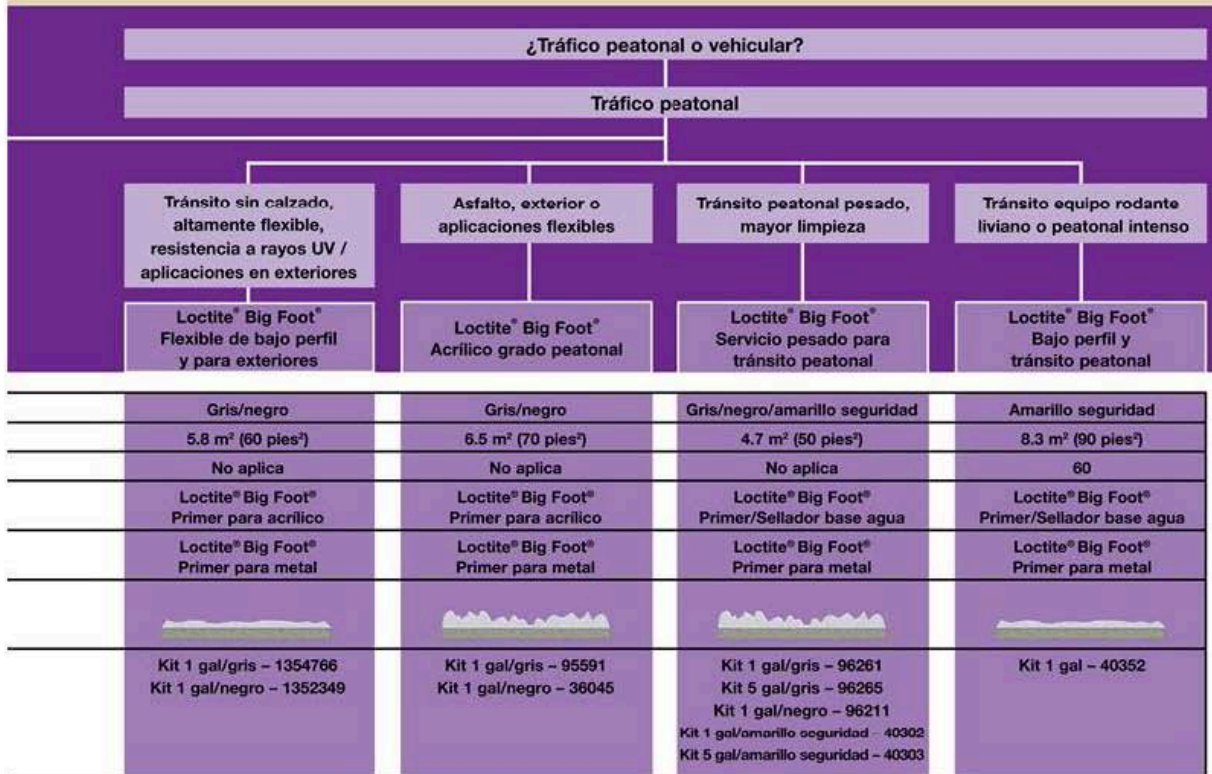 ¿Tráfico peatonal o vehicular?
Tráfico peatonal
Tránsito sin calzado,
altamente flexible,
resistencia a rayos UV /
aplicaciones en exteriores
Asfalto, exterior o
aplicaciones flexibles
Tránsito peatonal pesado,
mayor limpieza
Tránsito equipo rodante
liviano o peatonal intenso
Loctite® Big Foot®
Flexible de bajo perfil
y para exteriores
Loctite® Big Foot®
Acrílico grado peatonal
Loctite® Big Foot®
Servicio pesado para
tránsito peatonal
Loctite® Big Foot®
Bajo perfil y
tránsito peatonal
Gris/negro
Gris/negro
Gris/negro/amarillo seguridad
Amarillo seguridad
5.8 m² (60 pies²)
6.5 m² (70 pies²)
4.7 m² (50 pies²)
8.3 m² (90 pies²)
No aplica
No aplica
No aplica
60
Loctite® Big Foot®
Primer para acrílico
Loctite® Big Foot®
Primer para acrílico
Loctite® Big Foot®
Primer/Sellador base agua
Loctite® Big Foot®
Primer/Sellador base agua
Loctite® Big Foot®
Primer para metal
Loctite® Big Foot®
Primer para metal
Loctite® Big Foot®
Primer para metal
Loctite® Big Foot®
Primer para metal
Kit 1 gal/gris – 1354766
Kit 1 gal/negro – 1352349
Kit 1 gal/gris – 95591
Kit 1 gal/negro – 36045
Kit 1 gal/gris – 96261
Kit 5 gal/gris – 96265
Kit 1 gal/negro – 96211
Kit 1 gal/amarillo seguridad – 40302
Kit 5 gal/amarillo seguridad – 40303
Kit 1 gal – 40352